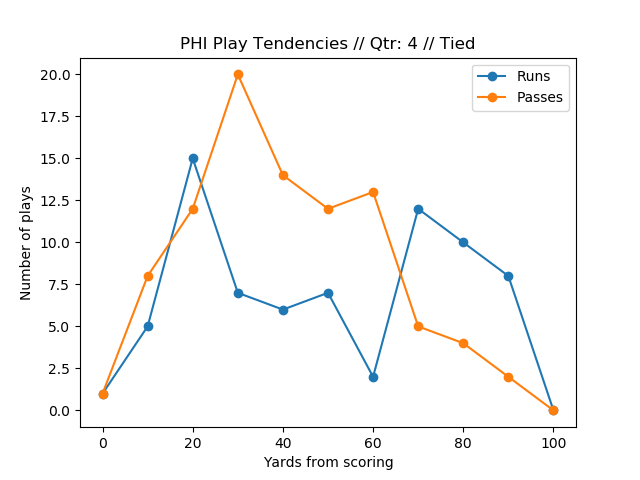 PHI Play Tendencies // Qtr: 4 // Tied
Runs
Passes
20.0
17.5
15.0
12.5
10.0
7.5
5.0
2.5
0.0
Number of plays
0 20 40 60 80 100
Yards from scoring